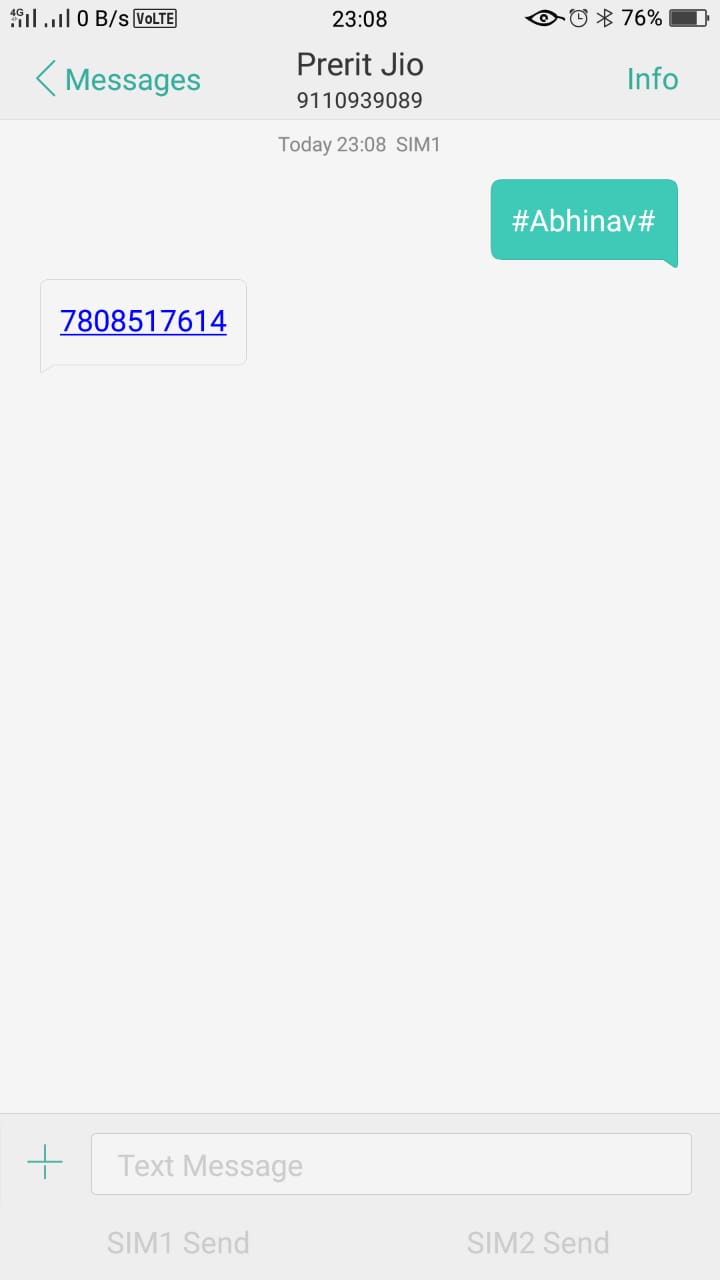 4G 0 B/s VoLTE 23:08 76%
Messages Prerit Jio Info
9110939089
Today 23:08 SIM1
#Abhinav#
7808517614
Text Message
SIM1 Send SIM2 Send